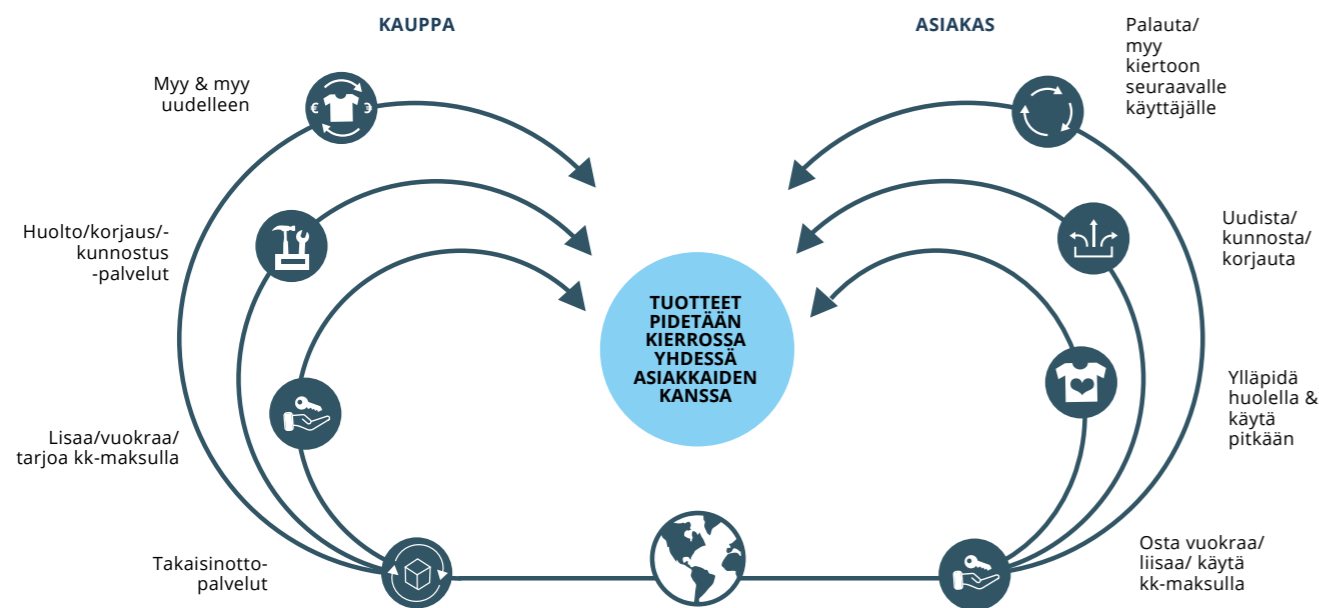 KAUPPA
Myy & myy
uudelleen
€ €
Huolto/korjaus/-
kunnostus
-palvelut
Lisaa/vuokraa/
tarjoa kk-maksulla
Takaisinotto-
palvelut
TUOTTEET
PIDETÄÄN
KIERROSSA
YHDESSÄ
ASIAKKAIDEN
KANSSA
ASIAKAS
Palauta/
myy
kiertoon
seuraavalle
käyttäjälle
Uudista/
kunnosta/
korjauta
Ylläpidä
huolella &
käytä
pitkään
Osta vuokraa/
liisaa/ käytä
kk-maksulla